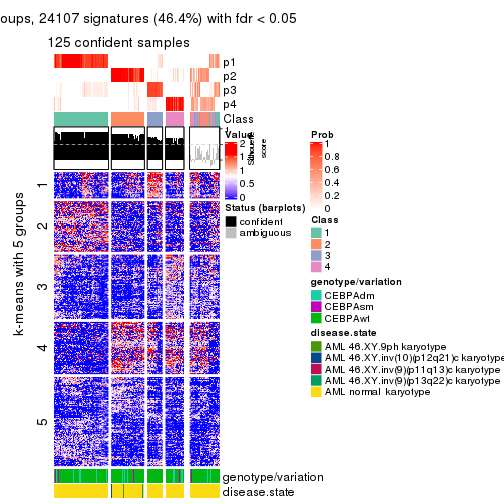 oups, 24107 signatures (46.4%) with fdr < 0.05
125 confident samples
p1
p2
p3
p4
Class
Value
2
1.5
1
0.5
0
Silhouette
score
Prob
1
0.8
0.6
0.4
0.2
0
Status (barplots)
confident
ambiguous
Class
1
2
3
4
genotype/variation
CEBPAdm
CEBPAsm
CEBPAwt
disease.state
AML 46.XY.9ph karyotype
AML 46.XY.inv(10)(p12q21)c karyotype
AML 46.XY.inv(9)(p11q13)c karyotype
AML 46.XY.inv(9)(p13q22)c karyotype
AML normal karyotype
k-means with 5 groups
1
2
3
4
5
genotype/variation
disease.state